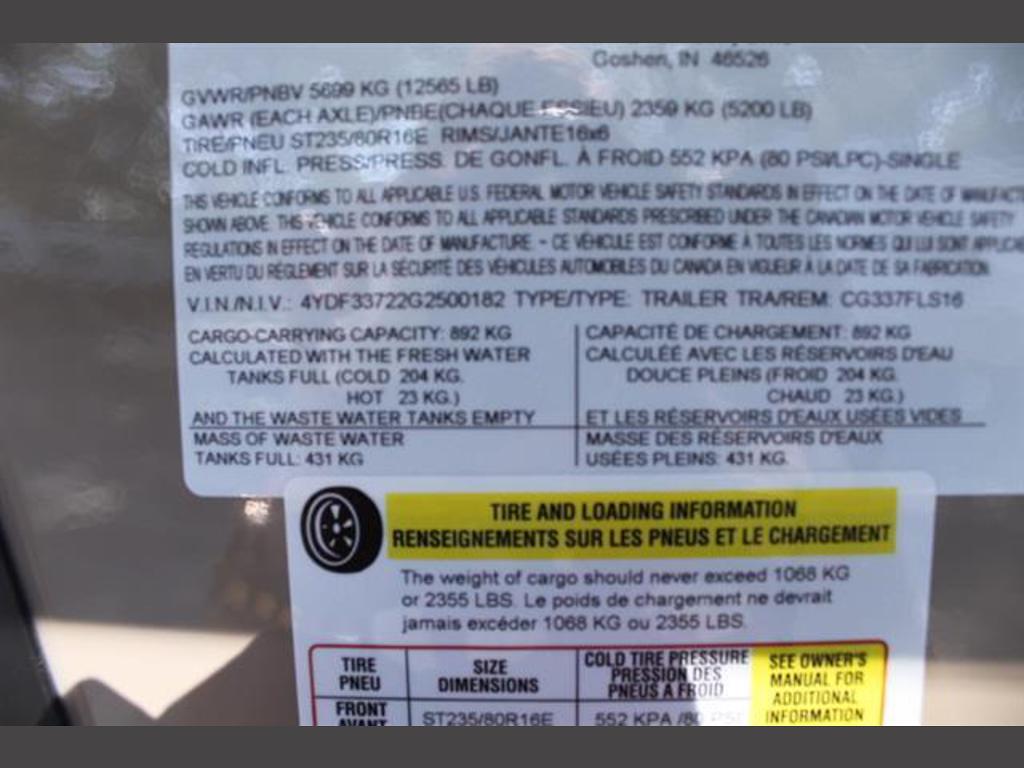 Goshen, IN 46526
GVWR/PNBV 5699 KG (12565 LB)
GAWR (EACH AXLE)/PNBE(CHAQUE ESSIEU) 2359 KG (5200 LB)
TIRE/PNEU ST235/80R16E RIMS/JANTE16x6
COLD INFL. PRESS/PRESS. DE GONFL. À FROID 552 KPA (80 PSI/LPC)-SINGLE
THIS VEHICLE CONFORMS TO ALL APPLICABLE U.S. FEDERAL MOTOR VEHICLE SAFETY STANDARDS IN EFFECT ON THE DATE OF MANUFACT
SHOWN ABOVE. THIS VEHICLE CONFORMS TO ALL APPLICABLE STANDARDS PRESCRIBED UNDER THE CANADIAN MOTOR VEHICLE SAFETY
REGULATIONS IN EFFECT ON THE DATE OF MANUFACTURE. - CE VÉHICULE EST CONFORME À TOUTES LES NORMES QUI LUI SONT APPLICABLE
EN VERTU DU RÈGLEMENT SUR LA SÉCURITÉ DES VÉHICULES AUTOMOBILES DU CANADA EN VIGUEUR À LA DATE DE SA FABRICATION.
V.I.N./N.I.V.: 4YDF33722G2500182 TYPE/TYPE: TRAILER TRA/REM: CG337FLS16
CARGO-CARRYING CAPACITY: 892 KG
CALCULATED WITH THE FRESH WATER
TANKS FULL (COLD 204 KG.
HOT 23 KG.)
AND THE WASTE WATER TANKS EMPTY
MASS OF WASTE WATER
TANKS FULL: 431 KG
CAPACITÉ DE CHARGEMENT: 892 KG
CALCULÉE AVEC LES RÉSERVOIRS D'EAU
DOUCE PLEINS (FROID 204 KG.
CHAUD 23 KG.)
ET LES RÉSERVOIRS D'EAUX USÉES VIDES
MASSE DES RÉSERVOIRS D'EAUX
USÉES PLEINS: 431 KG.
TIRE AND LOADING INFORMATION
RENSEIGNEMENTS SUR LES PNEUS ET LE CHARGEMENT
The weight of cargo should never exceed 1068 KG
or 2355 LBS. Le poids de chargement ne devrait
jamais excéder 1068 KG ou 2355 LBS.
TIRE
PNEU
SIZE
DIMENSIONS
COLD TIRE PRESSURE
PRESSION DES
PNEUS A FROID
SEE OWNER'S
MANUAL FOR
ADDITIONAL
INFORMATION
FRONT
AVANT
ST235/80R16E
552 KPA /80 PSI